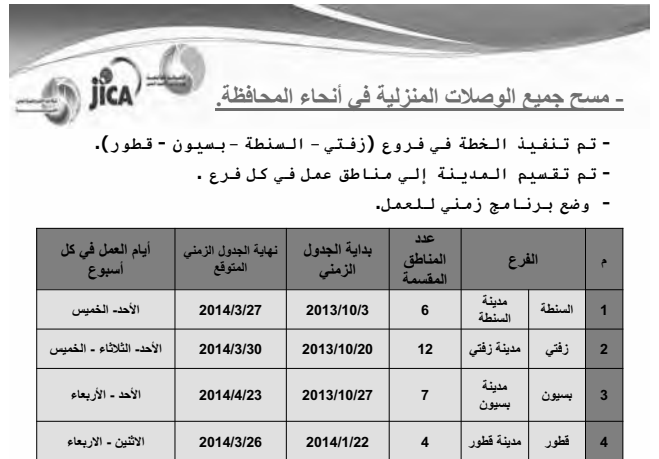 jICA
- مسح جميع الوصلات المنزلية في أنحاء المحافظة.
- تم تنفيذ الخطة في فروع (زفتي - السنطة - بسيون - قطور).
- تم تقسيم المدينة إلي مناطق عمل في كل فرع .
- وضع برنامج زمني للعمل.
م الفرع عدد المناطق المقسمة بداية الجدول الزمني نهاية الجدول الزمني المتوقع أيام العمل في كل أسبوع
1 السنطة مدينة السنطة 6 2013/10/3 2014/3/27 الأحد- الخميس
2 زفتي مدينة زفتي 12 2013/10/20 2014/3/30 الأحد- الثلاثاء - الخميس
3 بسيون مدينة بسيون 7 2013/10/27 2014/4/23 الأحد - الأربعاء
4 قطور مدينة قطور 4 2014/1/22 2014/3/26 الاثنين - الاربعاء